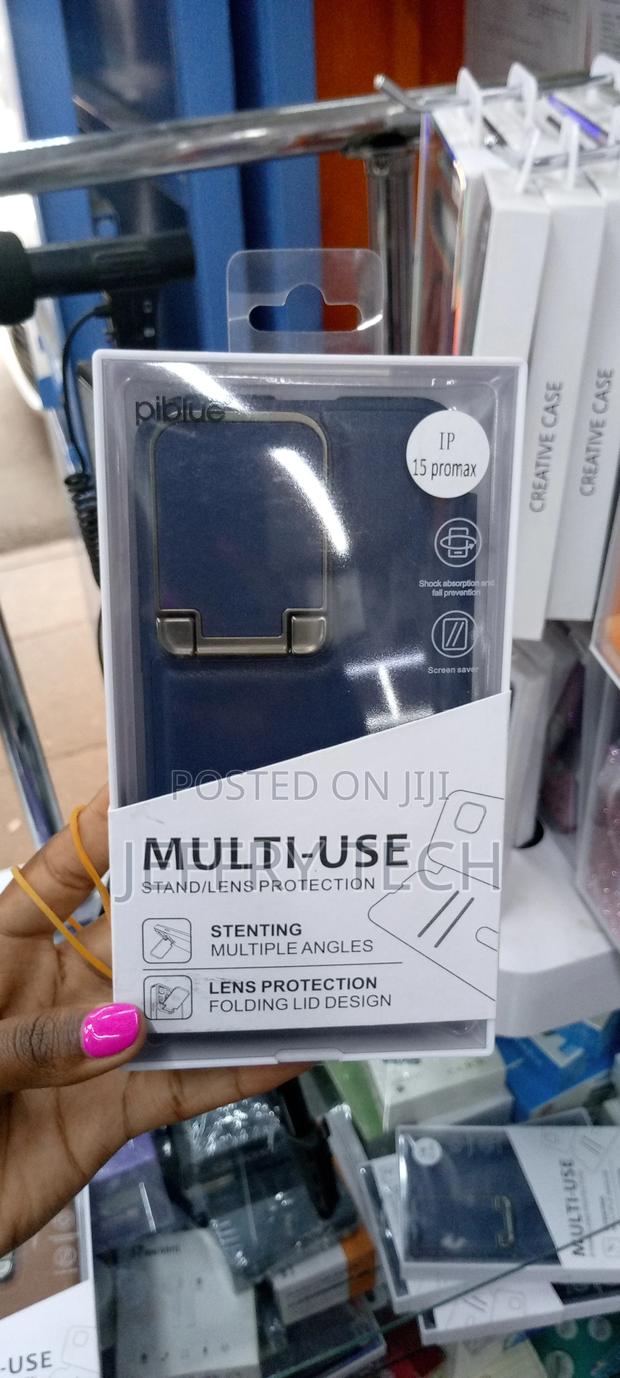 piblue
IP
15 promax
Shock absorption and
fall prevention
Screen saver
CREATIVE CASE
CREATIVE CASE
POSTED ON JIJI
MULTI-USE
STAND/LENS PROTECTION
STENTING
MULTIPLE ANGLES
LENS PROTECTION
FOLDING LID DESIGN
MULTI-USE
-USE